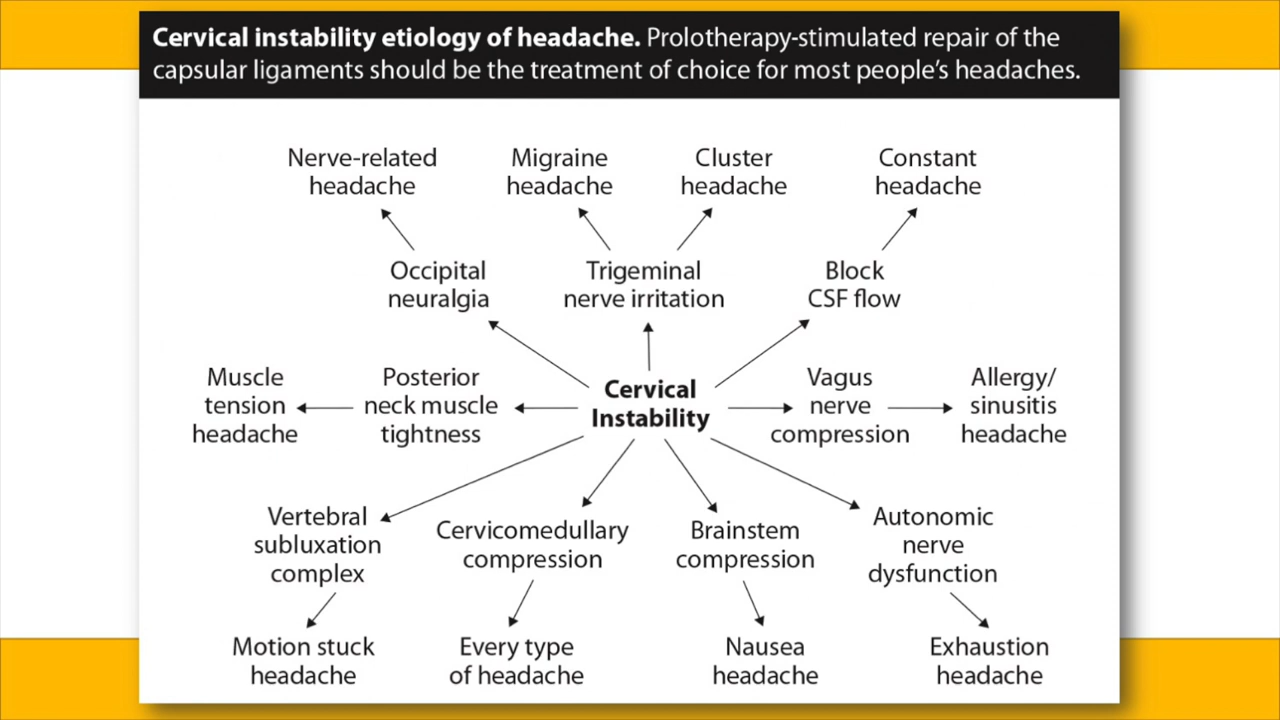 Cervical instability etiology of headache. Prolotherapy-stimulated repair of the
capsular ligaments should be the treatment of choice for most people's headaches.
Nerve-related
headache
Migraine
headache
Cluster
headache
Constant
headache
Occipital
neuralgia
Trigeminal
nerve irritation
Block
CSF flow
Muscle
tension
headache
Posterior
neck muscle
tightness
Cervical
Instability
Vagus
nerve
compression
Allergy/
sinusitis
headache
Vertebral
subluxation
complex
Cervicomedullary
compression
Brainstem
compression
Autonomic
nerve
dysfunction
Motion stuck
headache
Every type
of headache
Nausea
headache
Exhaustion
headache